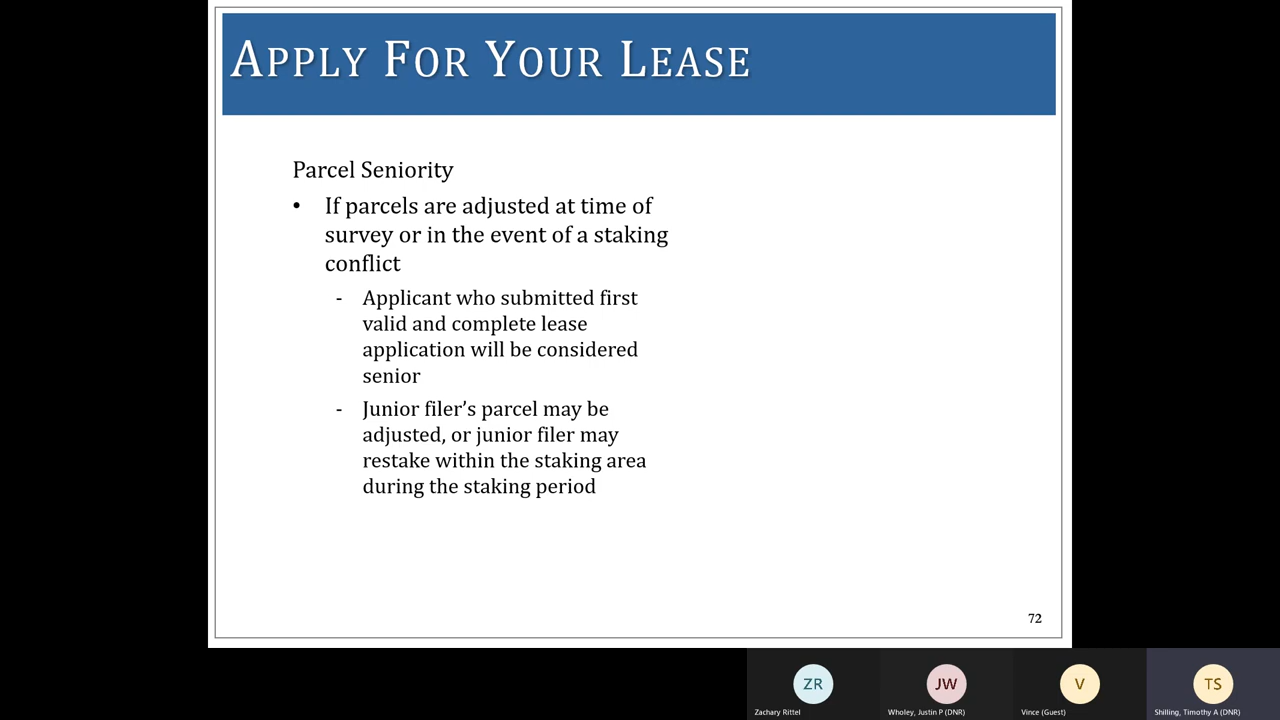 APPLY FOR YOUR LEASE
Parcel Seniority
• If parcels are adjusted at time of
survey or in the event of a staking
conflict
- Applicant who submitted first
valid and complete lease
application will be considered
senior
- Junior filer’s parcel may be
adjusted, or junior filer may
restake within the staking area
during the staking period
72
ZR
JW
V
TS
Zachary Rittel
Wholey, Justin P (DNR)
Vince (Guest)
Shilling, Timothy A (DNR)